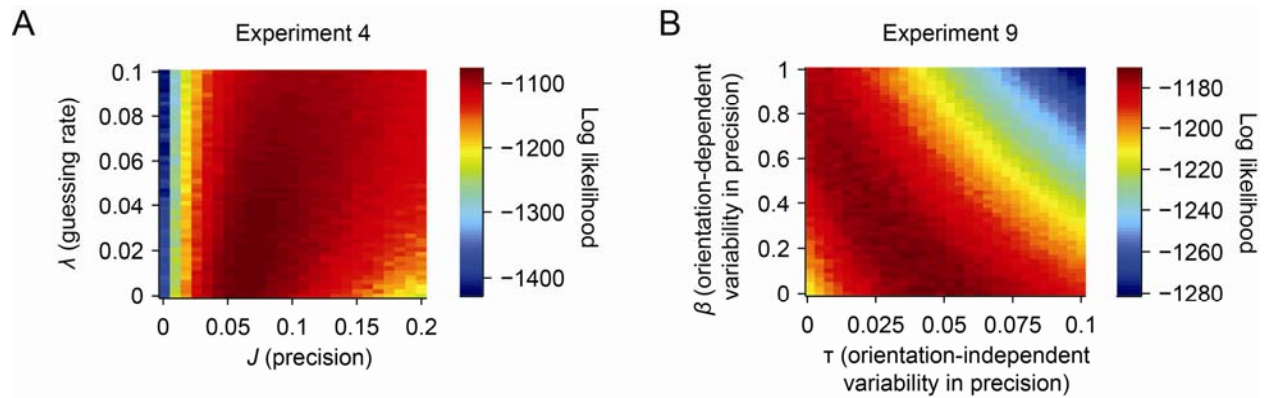 A
Experiment 4
0.1
0.08
0.06
0.04
0.02
0
λ (guessing rate)
0 0.05 0.1 0.15 0.2
J (precision)
−1100
−1200
−1300
−1400
Log likelihood
B
Experiment 9
1
0.8
0.6
0.4
0.2
0
β (orientation-dependent
variability in precision)
0 0.025 0.05 0.075 0.1
τ (orientation-independent
variability in precision)
−1180
−1200
−1220
−1240
−1260
−1280
Log likelihood